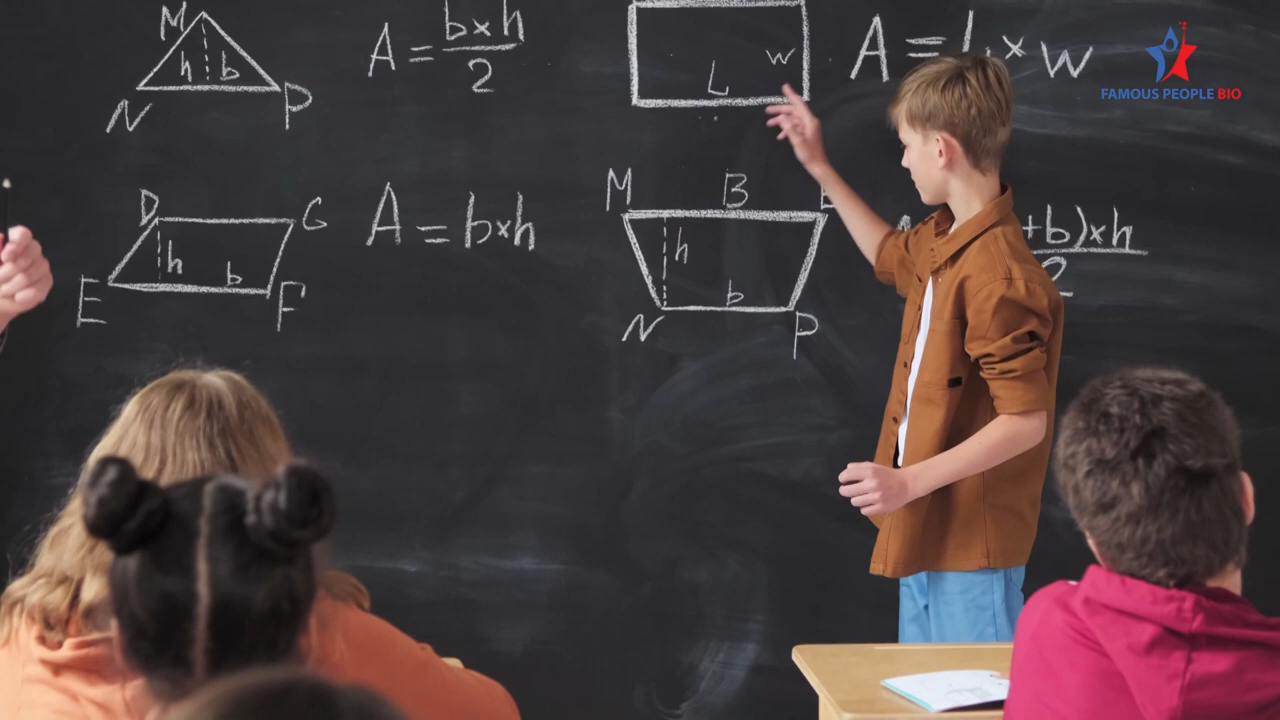 M
A = b×h
2
h b
N P
w
L
A = L × w
FAMOUS PEOPLE BIO
D G
A = b×h
h
b
E F
M B
h
b
N P
+b)×h
2